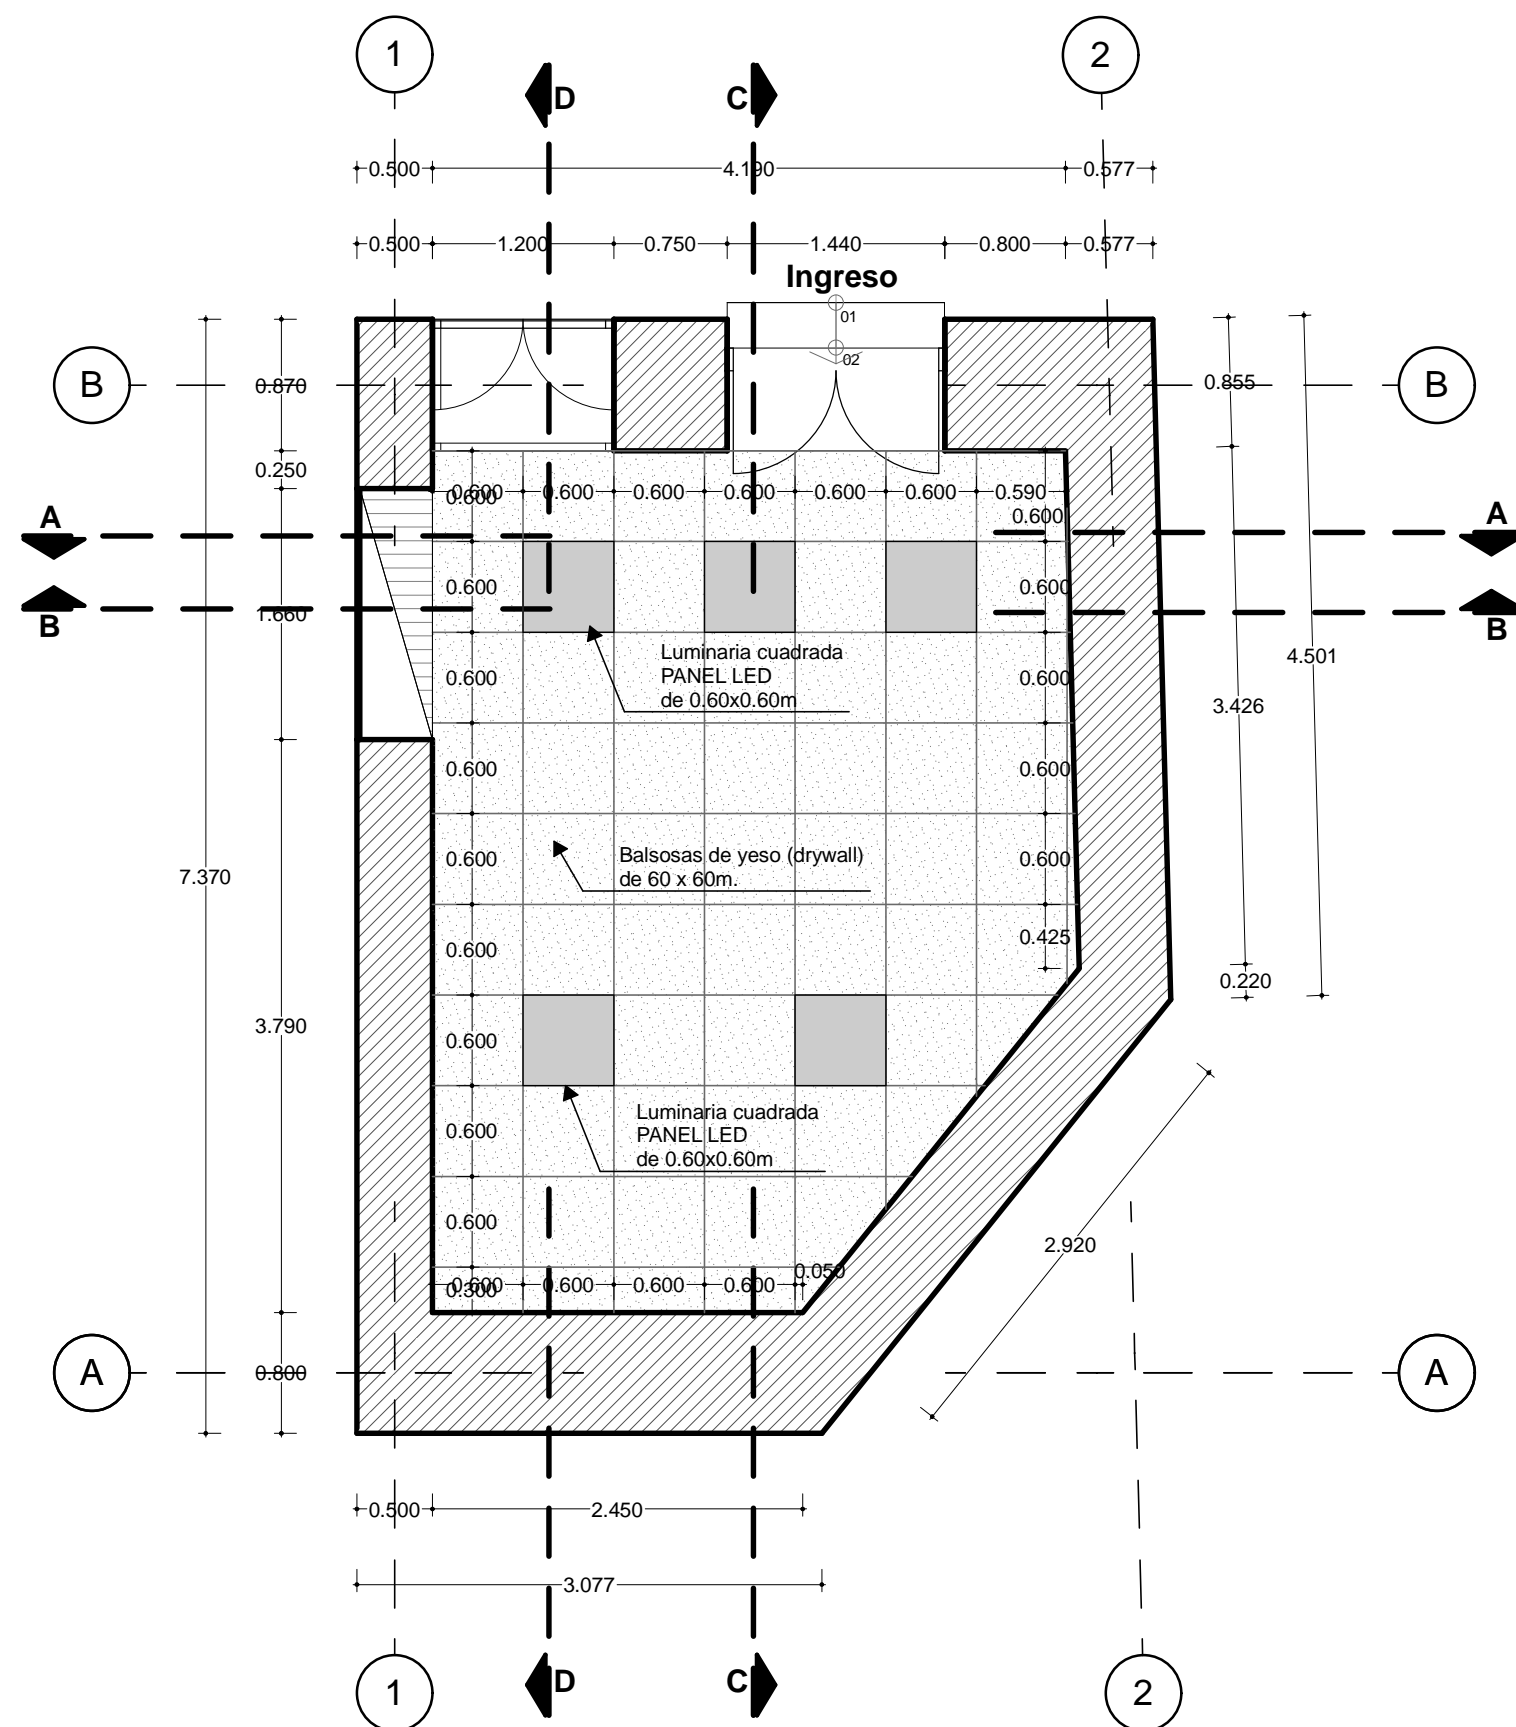 1
2
D
C
0.500
4.190
0.577
0.500
1.200
0.750
1.440
0.800
0.577
Ingreso
01
02
B
0.870
0.855
B
0.250
0.600
0.600
0.600
0.600
0.600
0.600
0.600
0.590
0.600
A
A
0.600
0.600
1.660
B
B
Luminaria cuadrada
PANEL LED
de 0.60x0.60m
0.600
0.600
4.501
3.426
0.600
0.600
Balsosas de yeso (drywall)
de 60 x 60m.
0.600
0.600
7.370
0.600
0.425
0.220
3.790
0.600
Luminaria cuadrada
PANEL LED
de 0.60x0.60m
0.600
0.600
2.920
0.300
0.600
0.600
0.600
0.600
0.050
A
0.800
A
0.500
2.450
3.077
D
C
1
2